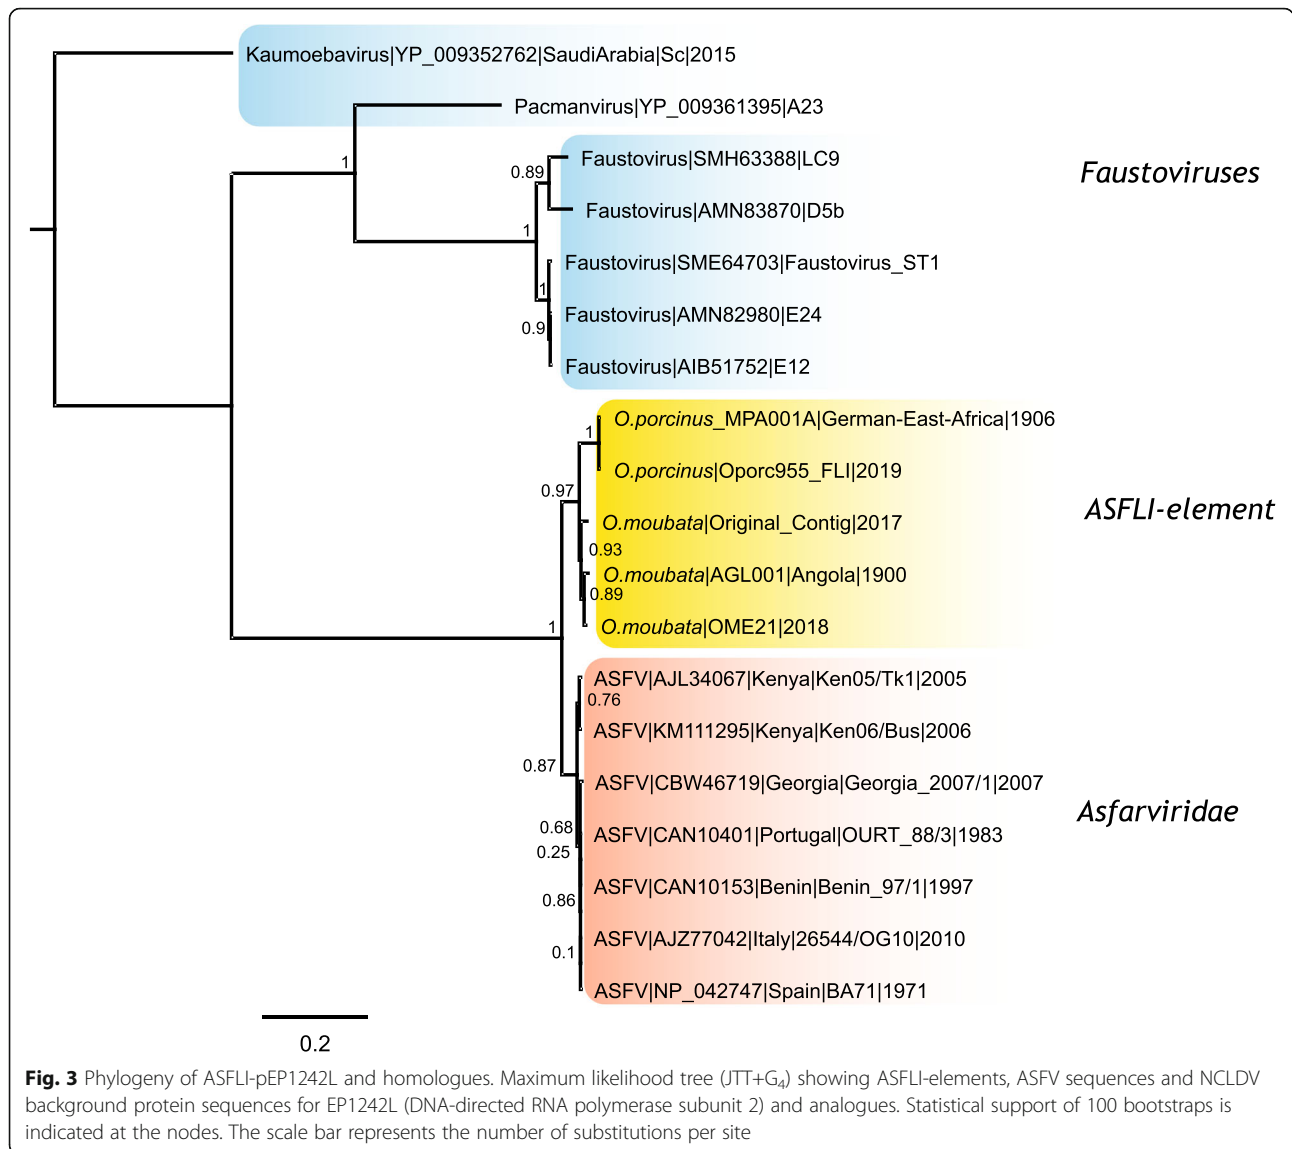 Kaumoebavirus|YP_009352762|SaudiArabia|Sc|2015
Pacmanvirus|YP_009361395|A23
1
Faustovirus|SMH63388|LC9
0.89
Faustoviruses
Faustovirus|AMN83870|D5b
1
Faustovirus|SME64703|Faustovirus_ST1
1
Faustovirus|AMN82980|E24
0.9
Faustovirus|AIB51752|E12
O.porcinus_MPA001A|German-East-Africa|1906
1
O.porcinus|Oporc955_FLI|2019
0.97
ASFLI-element
O.moubata|Original_Contig|2017
0.93
O.moubata|AGL001|Angola|1900
0.89
O.moubata|OME21|2018
1
ASFV|AJL34067|Kenya|Ken05/Tk1|2005
0.76
ASFV|KM111295|Kenya|Ken06/Bus|2006
0.87
ASFV|CBW46719|Georgia|Georgia_2007/1|2007
Asfarviridae
0.68
ASFV|CAN10401|Portugal|OURT_88/3|1983
0.25
ASFV|CAN10153|Benin|Benin_97/1|1997
0.86
ASFV|AJZ77042|Italy|26544/OG10|2010
0.1
ASFV|NP_042747|Spain|BA71|1971
0.2
Fig. 3 Phylogeny of ASFLI-pEP1242L and homologues. Maximum likelihood tree (JTT+G₄) showing ASFLI-elements, ASFV sequences and NCLDV
background protein sequences for EP1242L (DNA-directed RNA polymerase subunit 2) and analogues. Statistical support of 100 bootstraps is
indicated at the nodes. The scale bar represents the number of substitutions per site